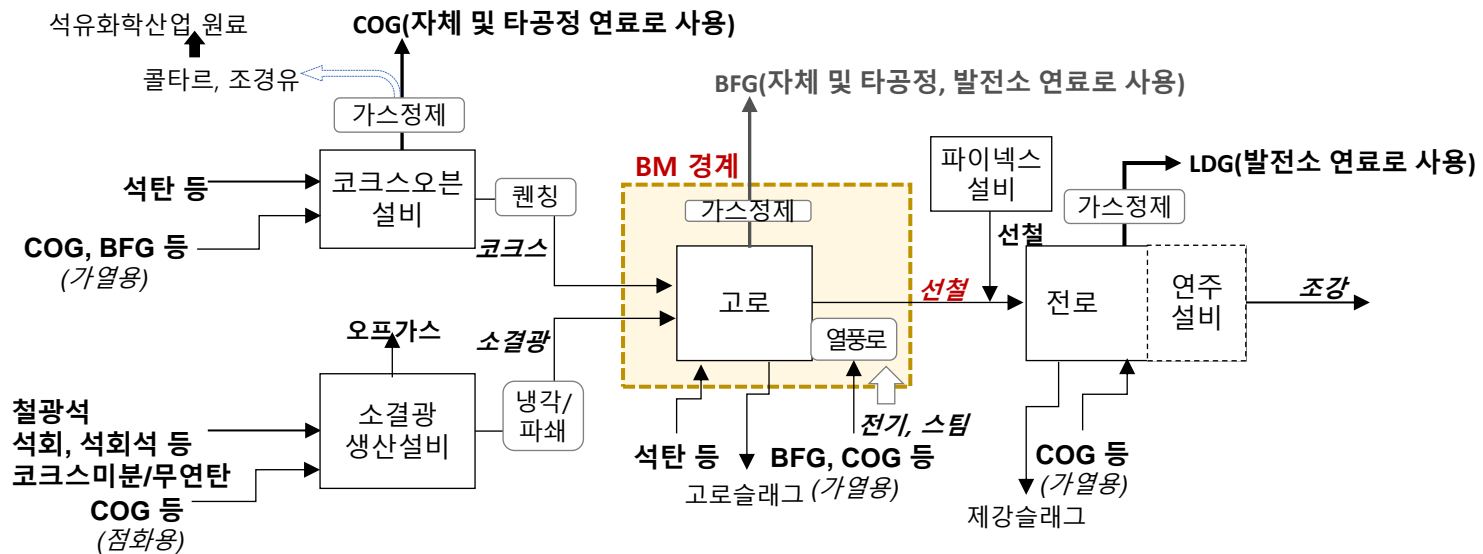 석유화학산업 원료
COG(자체 및 타공정 연료로 사용)
콜타르, 조경유
가스정제
BFG(자체 및 타공정, 발전소 연료로 사용)
석탄 등
코크스오븐
설비
퀜칭
COG, BFG 등
(가열용)
코크스
BM 경계
가스정제
고로
열풍로
선철
파이넥스
설비
선철
가스정제
LDG(발전소 연료로 사용)
전로
연주
설비
조강
오프가스
소결광
철광석
석회, 석회석 등
코크스미분/무연탄
COG 등
(점화용)
소결광
생산설비
냉각/
파쇄
석탄 등
고로슬래그
BFG, COG 등
(가열용)
전기, 스팀
COG 등
(가열용)
제강슬래그